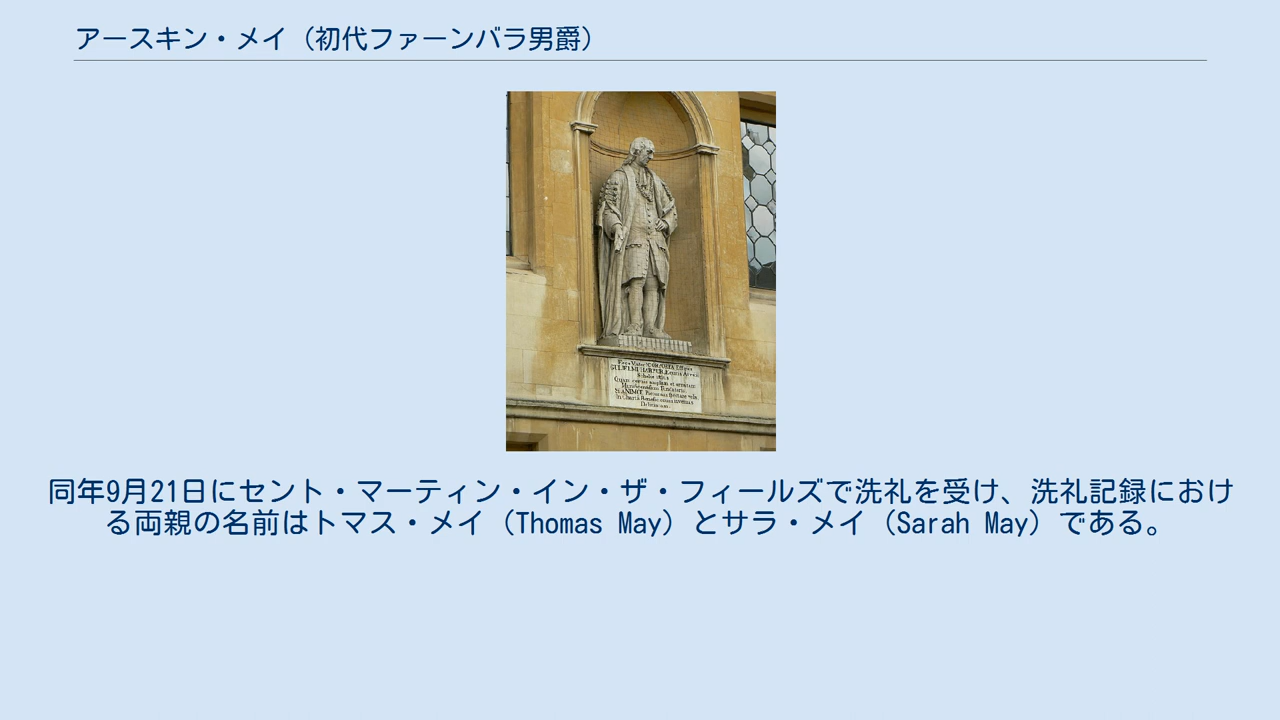 アースキン・メイ（初代ファーンバラ男爵）
同年9月21日にセント・マーティン・イン・ザ・フィールズで洗礼を受け、洗礼記録におけ
る両親の名前はトマス・メイ（Thomas May）とサラ・メイ（Sarah May）である。